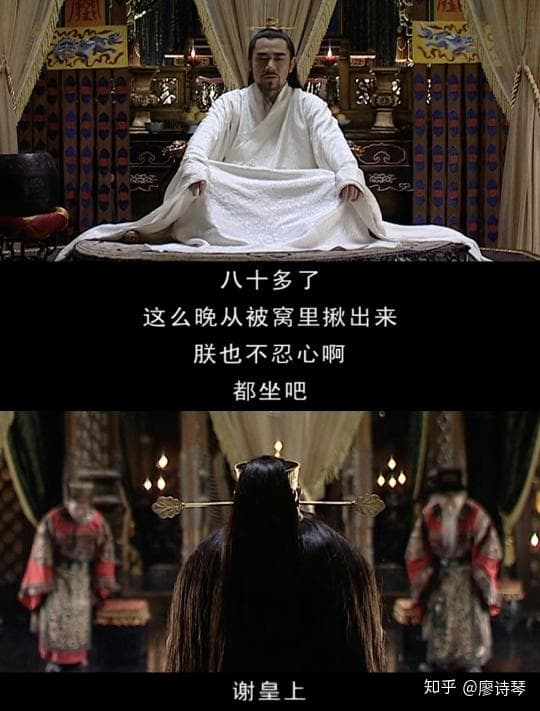 八十多了
这么晚从被窝里揪出来
朕也不忍心啊
都坐吧
谢皇上
知乎 @廖诗琴